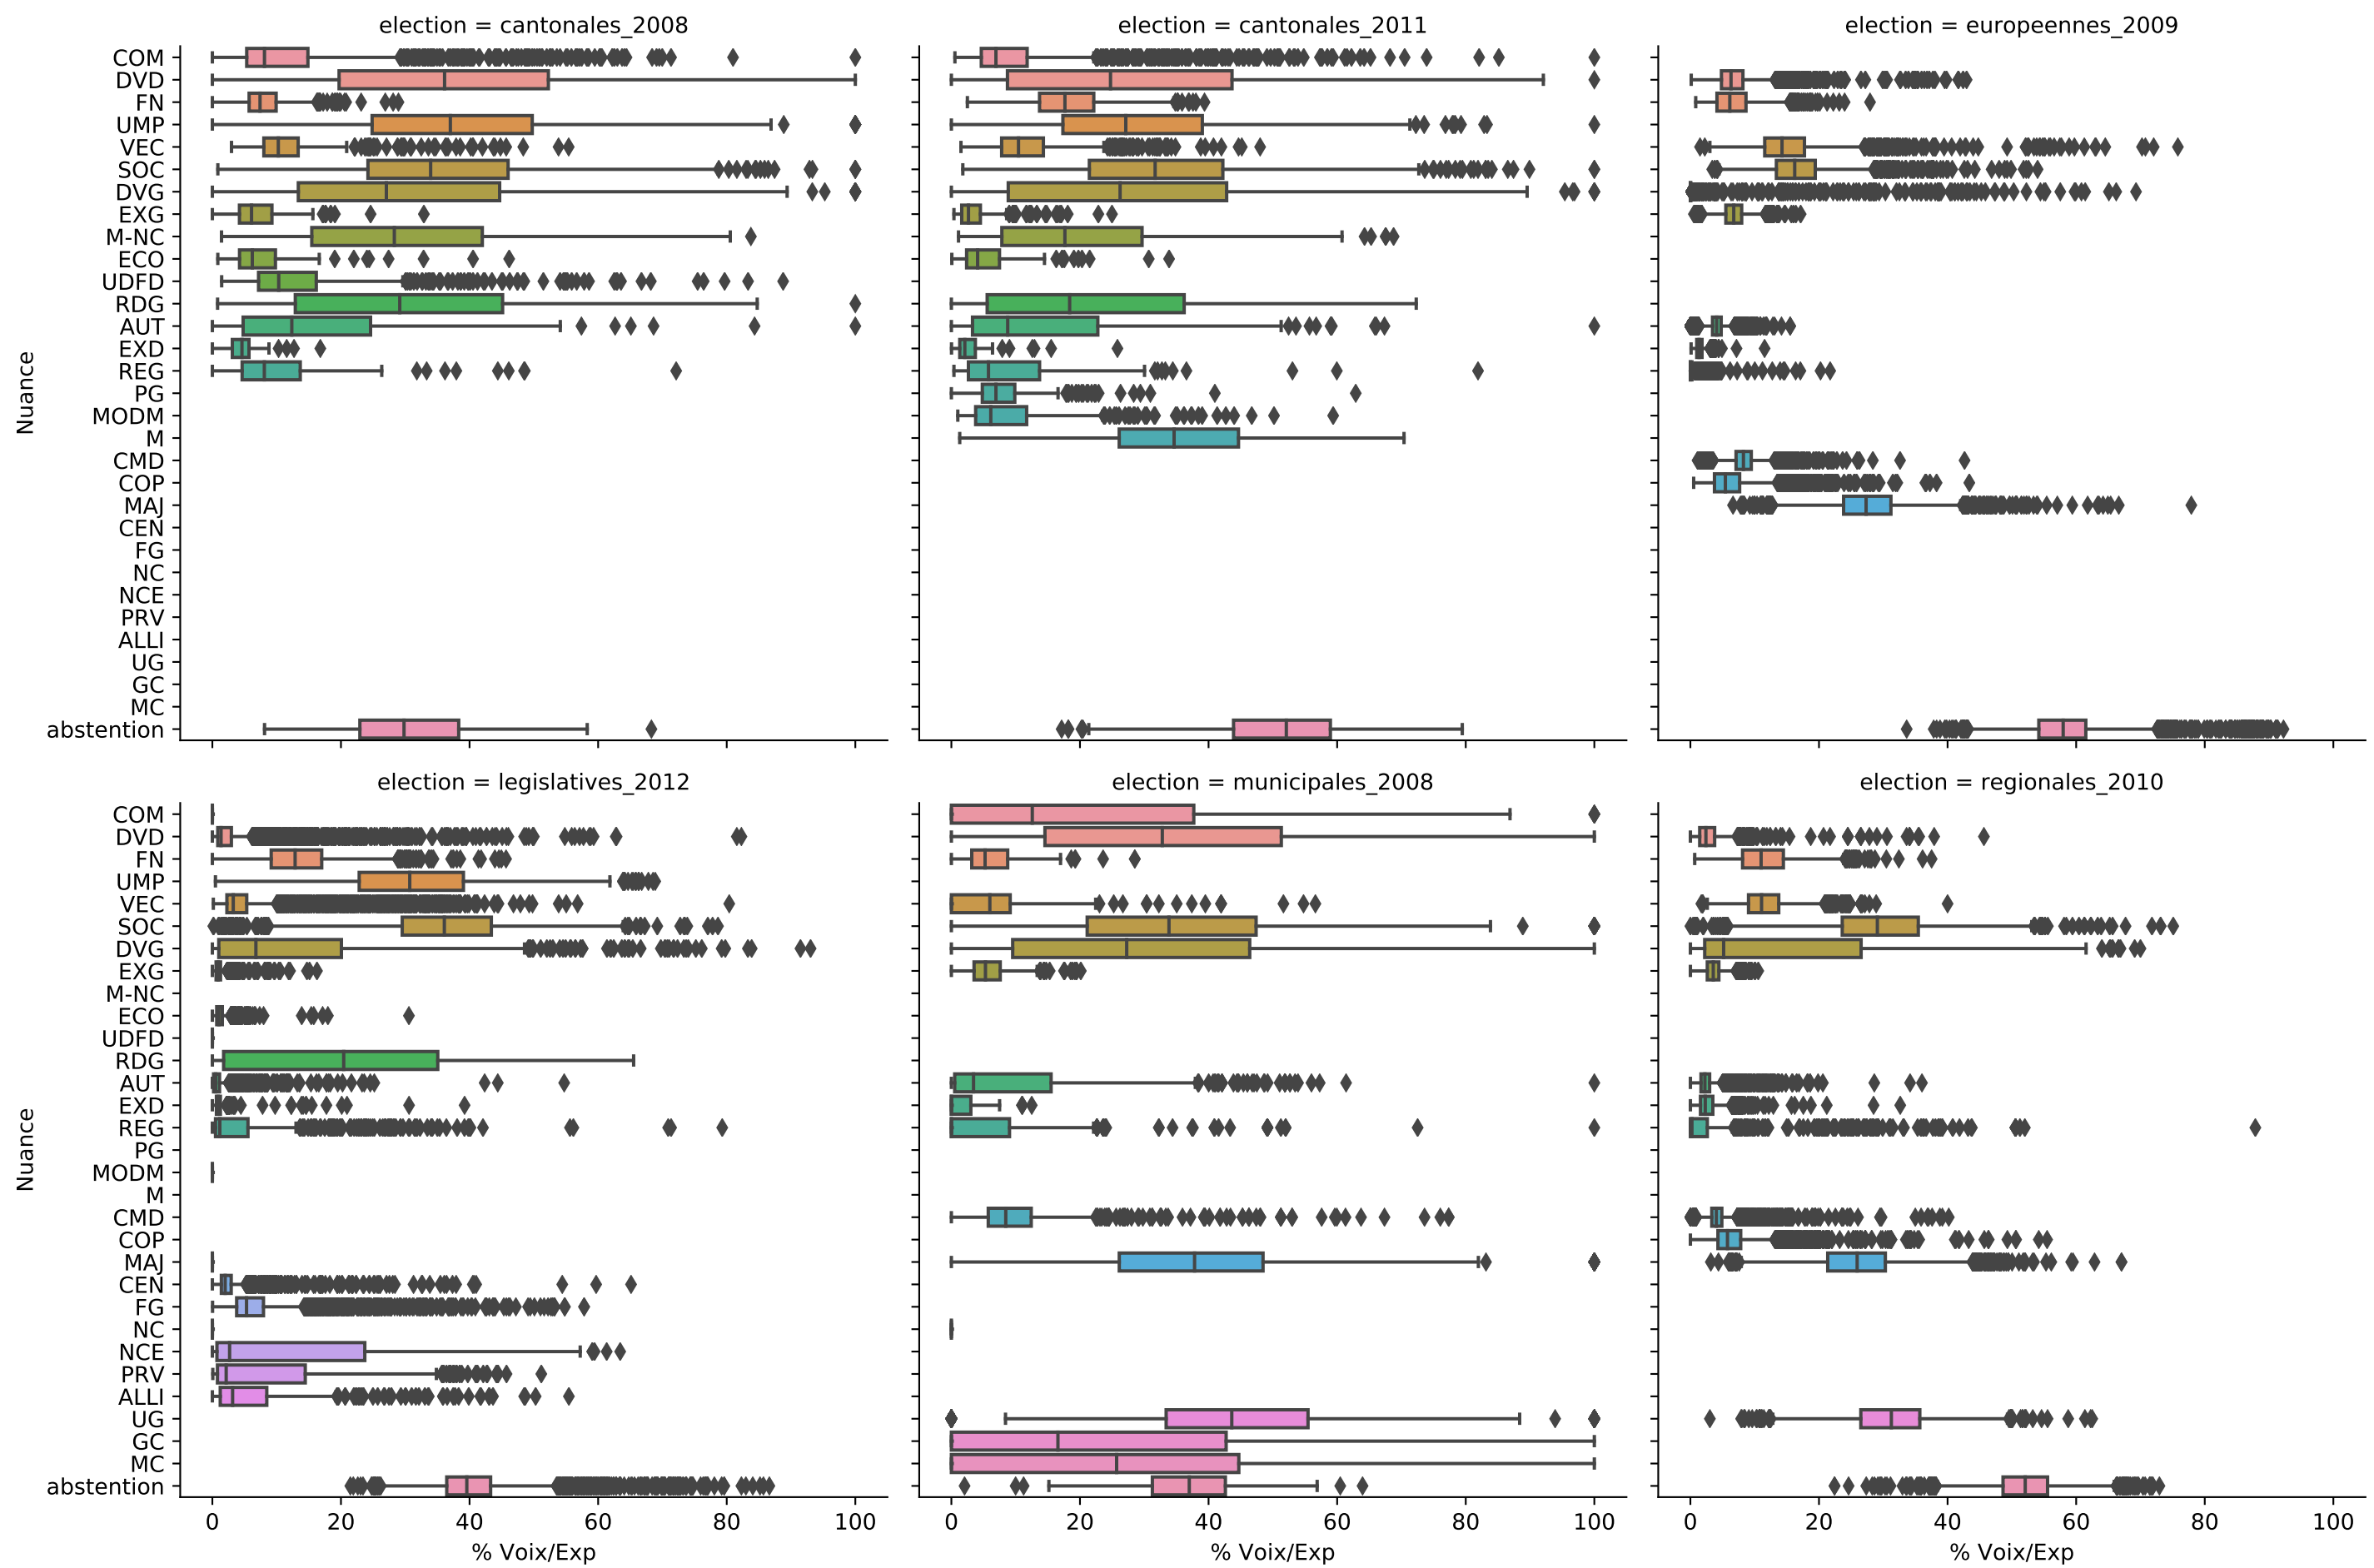 election = cantonales_2008
election = cantonales_2011
election = europeennes_2009
COM
DVD
FN
UMP
VEC
SOC
DVG
EXG
M-NC
ECO
UDFD
RDG
AUT
EXD
REG
PG
MODM
M
CMD
COP
MAJ
CEN
FG
NC
NCE
PRV
ALLI
UG
GC
MC
abstention
Nuance
election = legislatives_2012
election = municipales_2008
election = regionales_2010
COM
DVD
FN
UMP
VEC
SOC
DVG
EXG
M-NC
ECO
UDFD
RDG
AUT
EXD
REG
PG
MODM
M
CMD
COP
MAJ
CEN
FG
NC
NCE
PRV
ALLI
UG
GC
MC
abstention
Nuance
0 20 40 60 80 100
0 20 40 60 80 100
0 20 40 60 80 100
% Voix/Exp
% Voix/Exp
% Voix/Exp